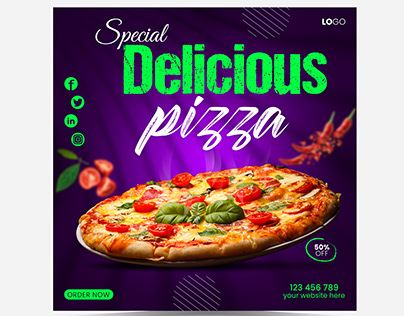 LOGO
Special
Delicious
pizza
50%
OFF
ORDER NOW
123 456 789
your website here